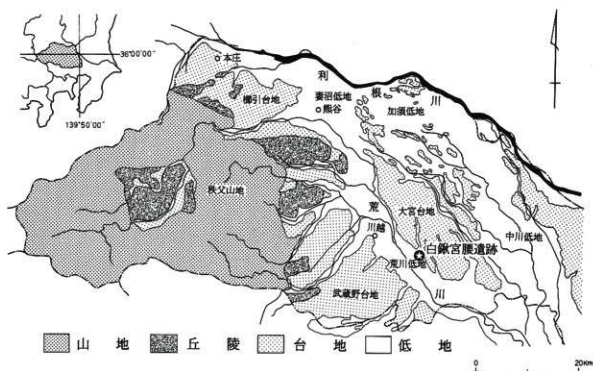 36°00'00"
139°50'00"
本庄
櫛引台地
利根川
妻沼低地
熊谷
加須低地
秩父山地
荒川
大宮台地
川越
中川低地
白鍬宮腰遺跡
荒川低地
武蔵野台地
山地 丘陵 台地 低地
0 20Km